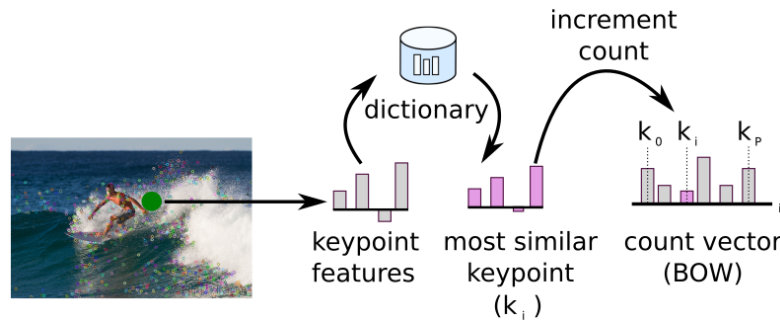 increment
count
dictionary
k₀ kᵢ kₚ
keypoint
features
most similar
keypoint
(kᵢ)
count vector
(BOW)